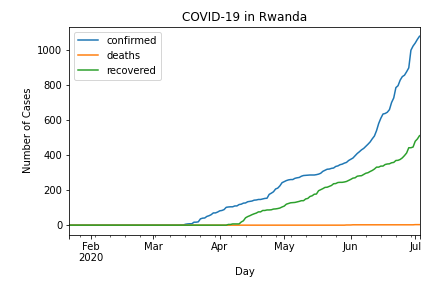 COVID-19 in Rwanda
confirmed
deaths
recovered
Number of Cases
1000
800
600
400
200
0
Feb Mar Apr May Jun Jul
2020
Day